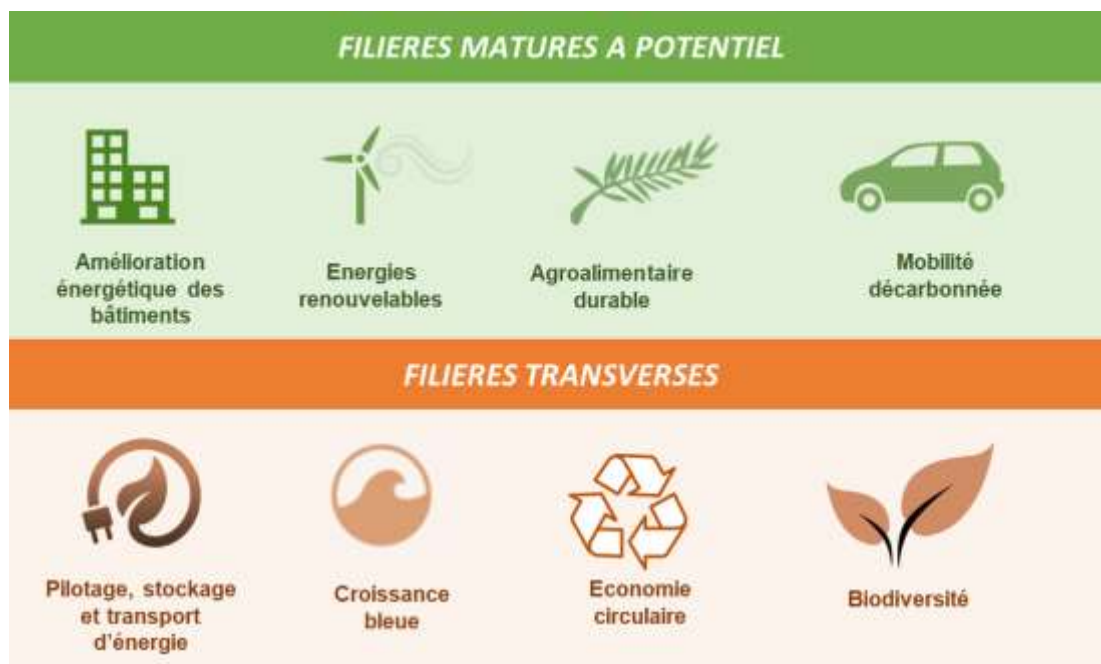 FILIERES MATURES A POTENTIEL
Amélioration
énergétique des
bâtiments
Energies
renouvelables
Agroalimentaire
durable
Mobilité
décarbonnée
FILIERES TRANSVERSES
Pilotage, stockage
et transport
d'énergie
Croissance
bleue
Economie
circulaire
Biodiversité